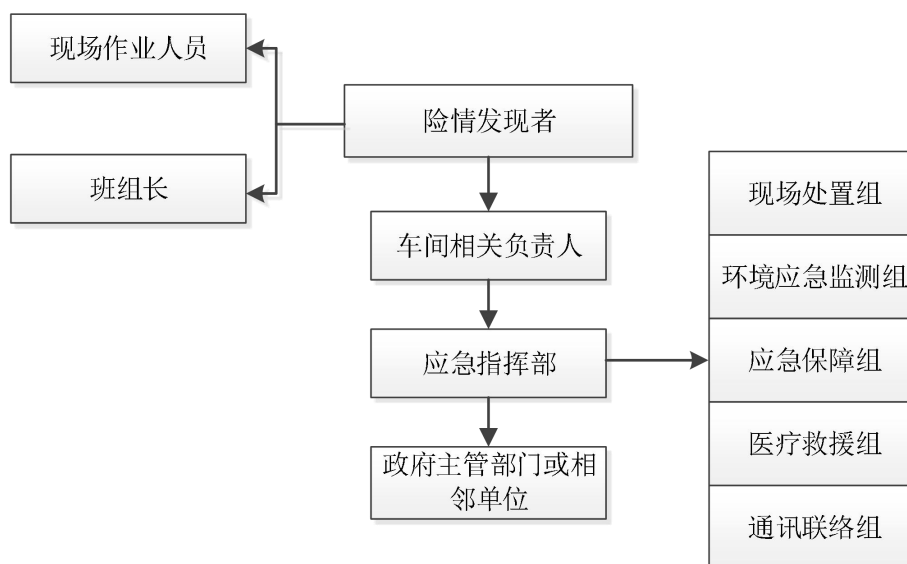 现场作业人员
险情发现者
班组长
现场处置组
车间相关负责人
环境应急监测组
应急指挥部
应急保障组
医疗救援组
政府主管部门或相
邻单位
通讯联络组